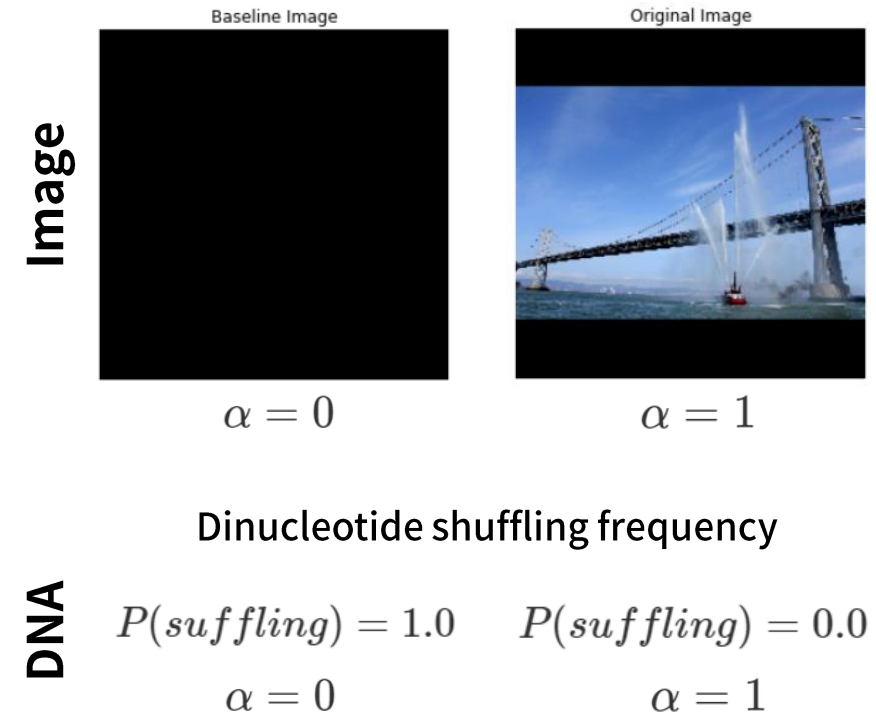 Baseline Image
Original Image
Image
α = 0
α = 1
Dinucleotide shuffling frequency
DNA
P(suffling) = 1.0
P(suffling) = 0.0
α = 0
α = 1